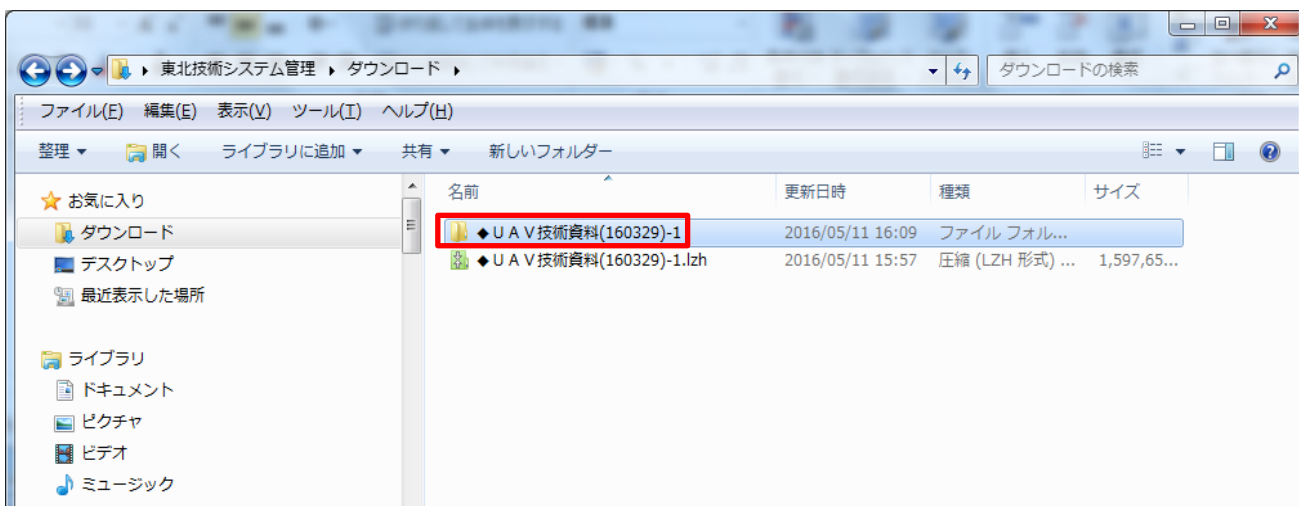 東北技術システム管理 ダウンロード
ダウンロードの検索
ファイル(F) 編集(E) 表示(V) ツール(T) ヘルプ(H)
整理 開く ライブラリに追加 共有 新しいフォルダー
お気に入り
ダウンロード
デスクトップ
最近表示した場所
ライブラリ
ドキュメント
ピクチャ
ビデオ
ミュージック
名前 更新日時 種類 サイズ
◆ＵＡＶ技術資料(160329)-1 2016/05/11 16:09 ファイル フォル...
◆ＵＡＶ技術資料(160329)-1.lzh 2016/05/11 15:57 圧縮 (LZH 形式) ... 1,597,65...